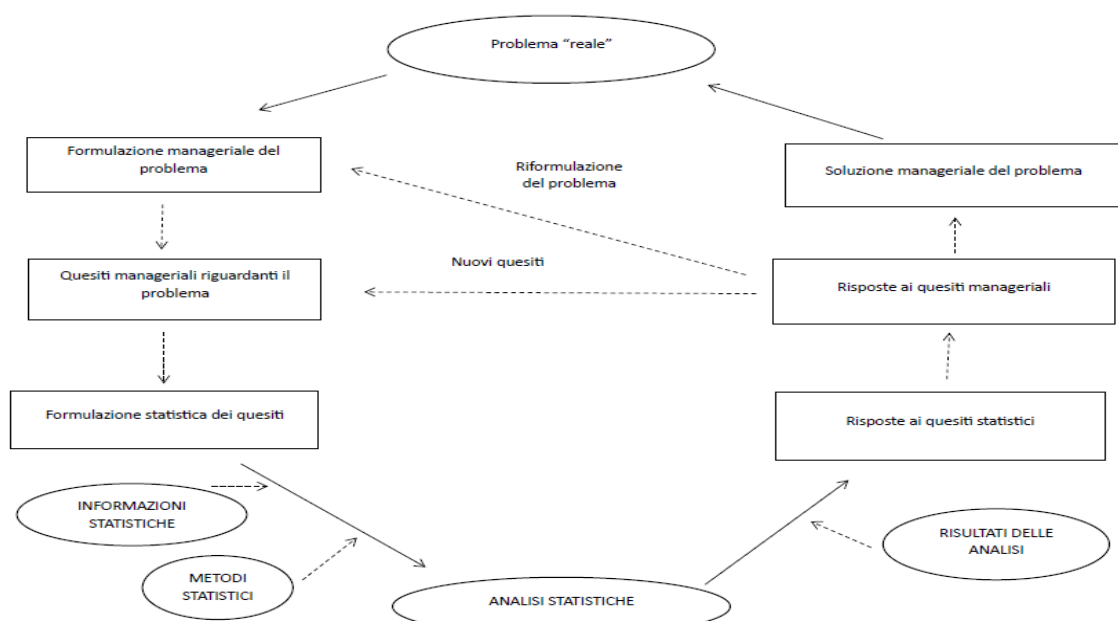 Problema “reale”
Formulazione manageriale del
problema
Riformulazione
del problema
Soluzione manageriale del problema
Quesiti manageriali riguardanti il
problema
Nuovi quesiti
Risposte ai quesiti manageriali
Formulazione statistica dei quesiti
Risposte ai quesiti statistici
INFORMAZIONI
STATISTICHE
METODI
STATISTICI
ANALISI STATISTICHE
RISULTATI DELLE
ANALISI